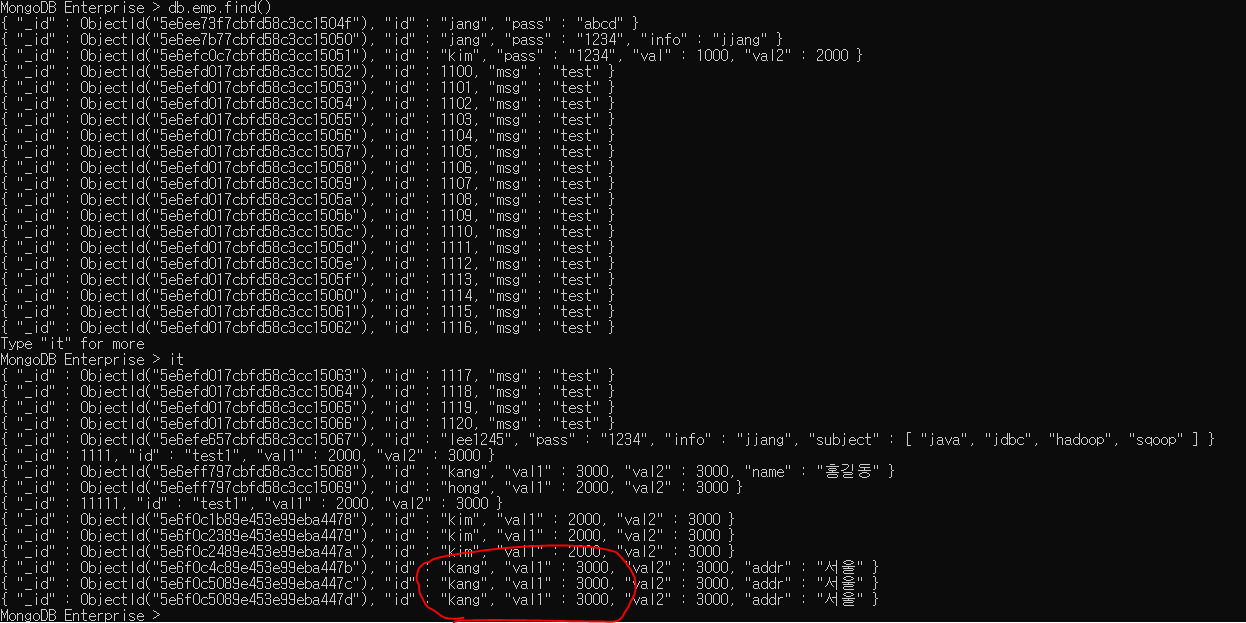 MongoDB Enterprise > db.emp.find()
{ "_id" : ObjectId("5e6ee73f7cbfd58c3cc1504f"), "id" : "jang", "pass" : "abcd" }
{ "_id" : ObjectId("5e6ee7b77cbfd58c3cc15050"), "id" : "jang", "pass" : "1234", "info" : "jjang" }
{ "_id" : ObjectId("5e6efc0c7cbfd58c3cc15051"), "id" : "kim", "pass" : "1234", "val" : 1000, "val2" : 2000 }
{ "_id" : ObjectId("5e6efd017cbfd58c3cc15052"), "id" : 1100, "msg" : "test" }
{ "_id" : ObjectId("5e6efd017cbfd58c3cc15053"), "id" : 1101, "msg" : "test" }
{ "_id" : ObjectId("5e6efd017cbfd58c3cc15054"), "id" : 1102, "msg" : "test" }
{ "_id" : ObjectId("5e6efd017cbfd58c3cc15055"), "id" : 1103, "msg" : "test" }
{ "_id" : ObjectId("5e6efd017cbfd58c3cc15056"), "id" : 1104, "msg" : "test" }
{ "_id" : ObjectId("5e6efd017cbfd58c3cc15057"), "id" : 1105, "msg" : "test" }
{ "_id" : ObjectId("5e6efd017cbfd58c3cc15058"), "id" : 1106, "msg" : "test" }
{ "_id" : ObjectId("5e6efd017cbfd58c3cc15059"), "id" : 1107, "msg" : "test" }
{ "_id" : ObjectId("5e6efd017cbfd58c3cc1505a"), "id" : 1108, "msg" : "test" }
{ "_id" : ObjectId("5e6efd017cbfd58c3cc1505b"), "id" : 1109, "msg" : "test" }
{ "_id" : ObjectId("5e6efd017cbfd58c3cc1505c"), "id" : 1110, "msg" : "test" }
{ "_id" : ObjectId("5e6efd017cbfd58c3cc1505d"), "id" : 1111, "msg" : "test" }
{ "_id" : ObjectId("5e6efd017cbfd58c3cc1505e"), "id" : 1112, "msg" : "test" }
{ "_id" : ObjectId("5e6efd017cbfd58c3cc1505f"), "id" : 1113, "msg" : "test" }
{ "_id" : ObjectId("5e6efd017cbfd58c3cc15060"), "id" : 1114, "msg" : "test" }
{ "_id" : ObjectId("5e6efd017cbfd58c3cc15061"), "id" : 1115, "msg" : "test" }
{ "_id" : ObjectId("5e6efd017cbfd58c3cc15062"), "id" : 1116, "msg" : "test" }
Type "it" for more
MongoDB Enterprise > it
{ "_id" : ObjectId("5e6efd017cbfd58c3cc15063"), "id" : 1117, "msg" : "test" }
{ "_id" : ObjectId("5e6efd017cbfd58c3cc15064"), "id" : 1118, "msg" : "test" }
{ "_id" : ObjectId("5e6efd017cbfd58c3cc15065"), "id" : 1119, "msg" : "test" }
{ "_id" : ObjectId("5e6efd017cbfd58c3cc15066"), "id" : 1120, "msg" : "test" }
{ "_id" : ObjectId("5e6efe657cbfd58c3cc15067"), "id" : "lee1245", "pass" : "1234", "info" : "jjang", "subject" : [ "java", "jdbc", "hadoop", "sqoop" ] }
{ "_id" : 1111, "id" : "test1", "val1" : 2000, "val2" : 3000 }
{ "_id" : ObjectId("5e6eff797cbfd58c3cc15068"), "id" : "kang", "val1" : 3000, "val2" : 3000, "name" : "홍길동" }
{ "_id" : ObjectId("5e6eff797cbfd58c3cc15069"), "id" : "hong", "val1" : 2000, "val2" : 3000 }
{ "_id" : 11111, "id" : "test1", "val1" : 2000, "val2" : 3000 }
{ "_id" : ObjectId("5e6f0c1b89e453e99eba4478"), "id" : "kim", "val1" : 2000, "val2" : 3000 }
{ "_id" : ObjectId("5e6f0c2389e453e99eba4479"), "id" : "kim", "val1" : 2000, "val2" : 3000 }
{ "_id" : ObjectId("5e6f0c2489e453e99eba447a"), "id" : "kim", "val1" : 2000, "val2" : 3000 }
{ "_id" : ObjectId("5e6f0c4c89e453e99eba447b"), "id" : "kang", "val1" : 3000, "val2" : 3000, "addr" : "서울" }
{ "_id" : ObjectId("5e6f0c5089e453e99eba447c"), "id" : "kang", "val1" : 3000, "val2" : 3000, "addr" : "서울" }
{ "_id" : ObjectId("5e6f0c5089e453e99eba447d"), "id" : "kang", "val1" : 3000, "val2" : 3000, "addr" : "서울" }
MongoDB Enterprise >